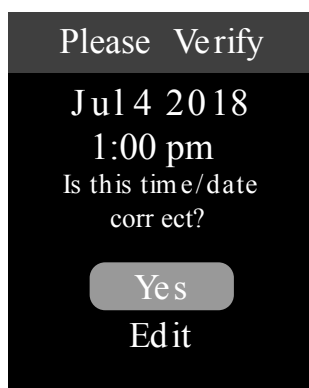 Please Verify
Jul 4 2018
1:00 pm
Is this time/date
correct?
Yes
Edit